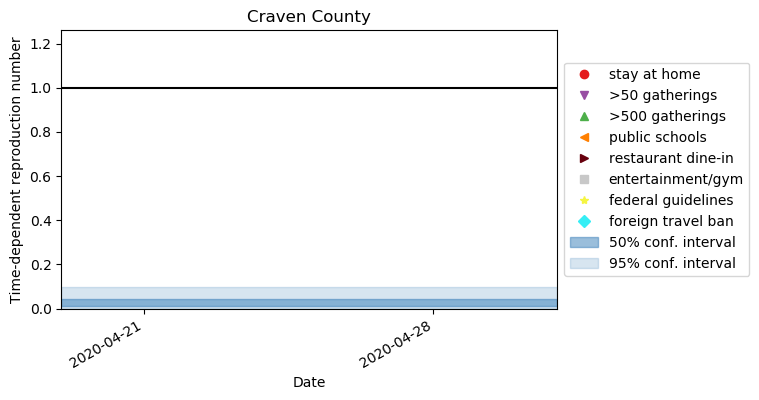 Craven County
Time-dependent reproduction number
1.2
1.0
0.8
0.6
0.4
0.2
0.0
2020-04-21
2020-04-28
Date
stay at home
>50 gatherings
>500 gatherings
public schools
restaurant dine-in
entertainment/gym
federal guidelines
foreign travel ban
50% conf. interval
95% conf. interval